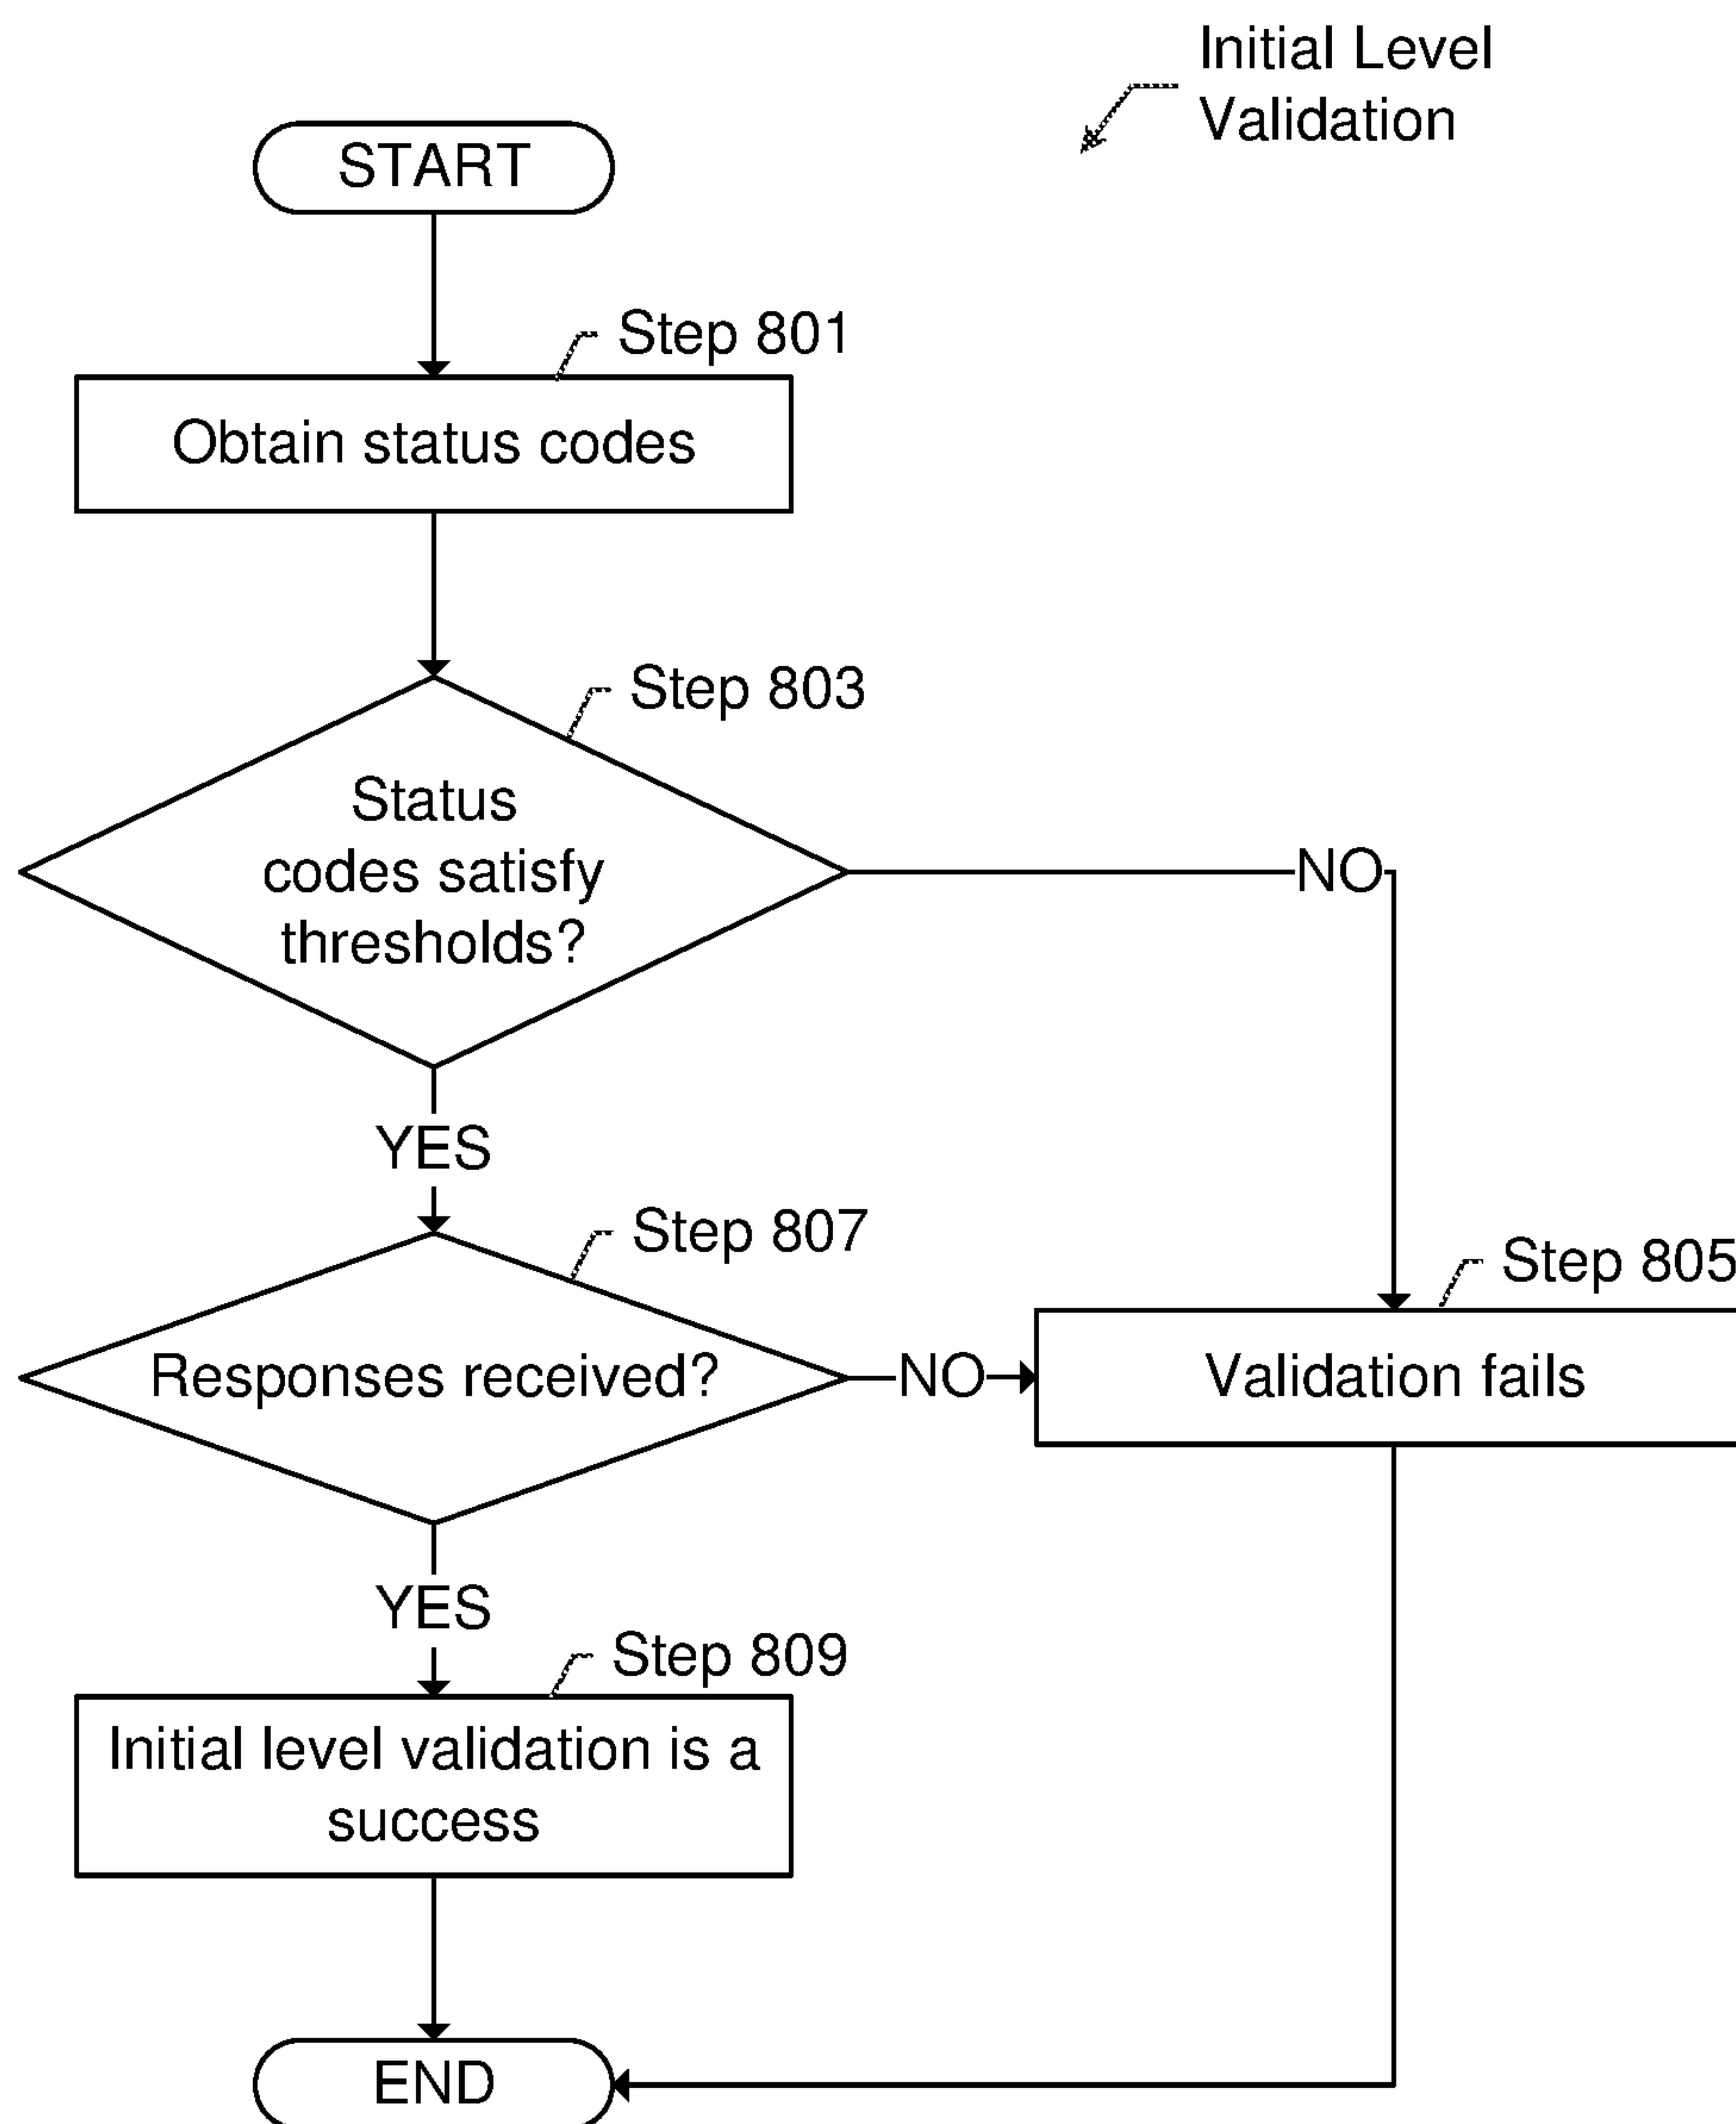 Initial Level
Validation
START
Step 801
Obtain status codes
Step 803
Status
codes satisfy
thresholds?
NO
YES
Step 807
Step 805
Responses received?
NO
Validation fails
YES
Step 809
Initial level validation is a
success
END